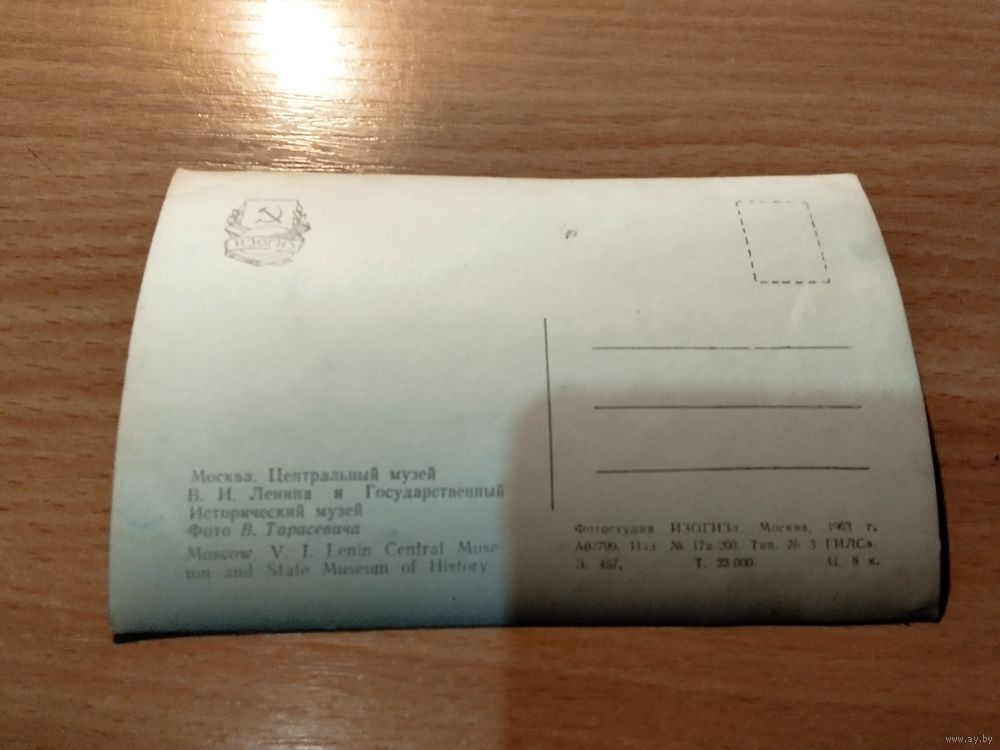 ИЗОГИЗ
Москва. Центральный музей
В. И. Ленина и Государственный
Исторический музей
Фото В. Тарасевича
Moscow. V. I. Lenin Central Muse-
um and State Museum of History
Фотостудия ИЗОГИЗа. Москва. 1963 г.
А02799. Изд. № 17а-260. Тип. № 3 ГИЛСа.
З. 457. Т. 23 000. Ц. 8 к.
www.ay.by